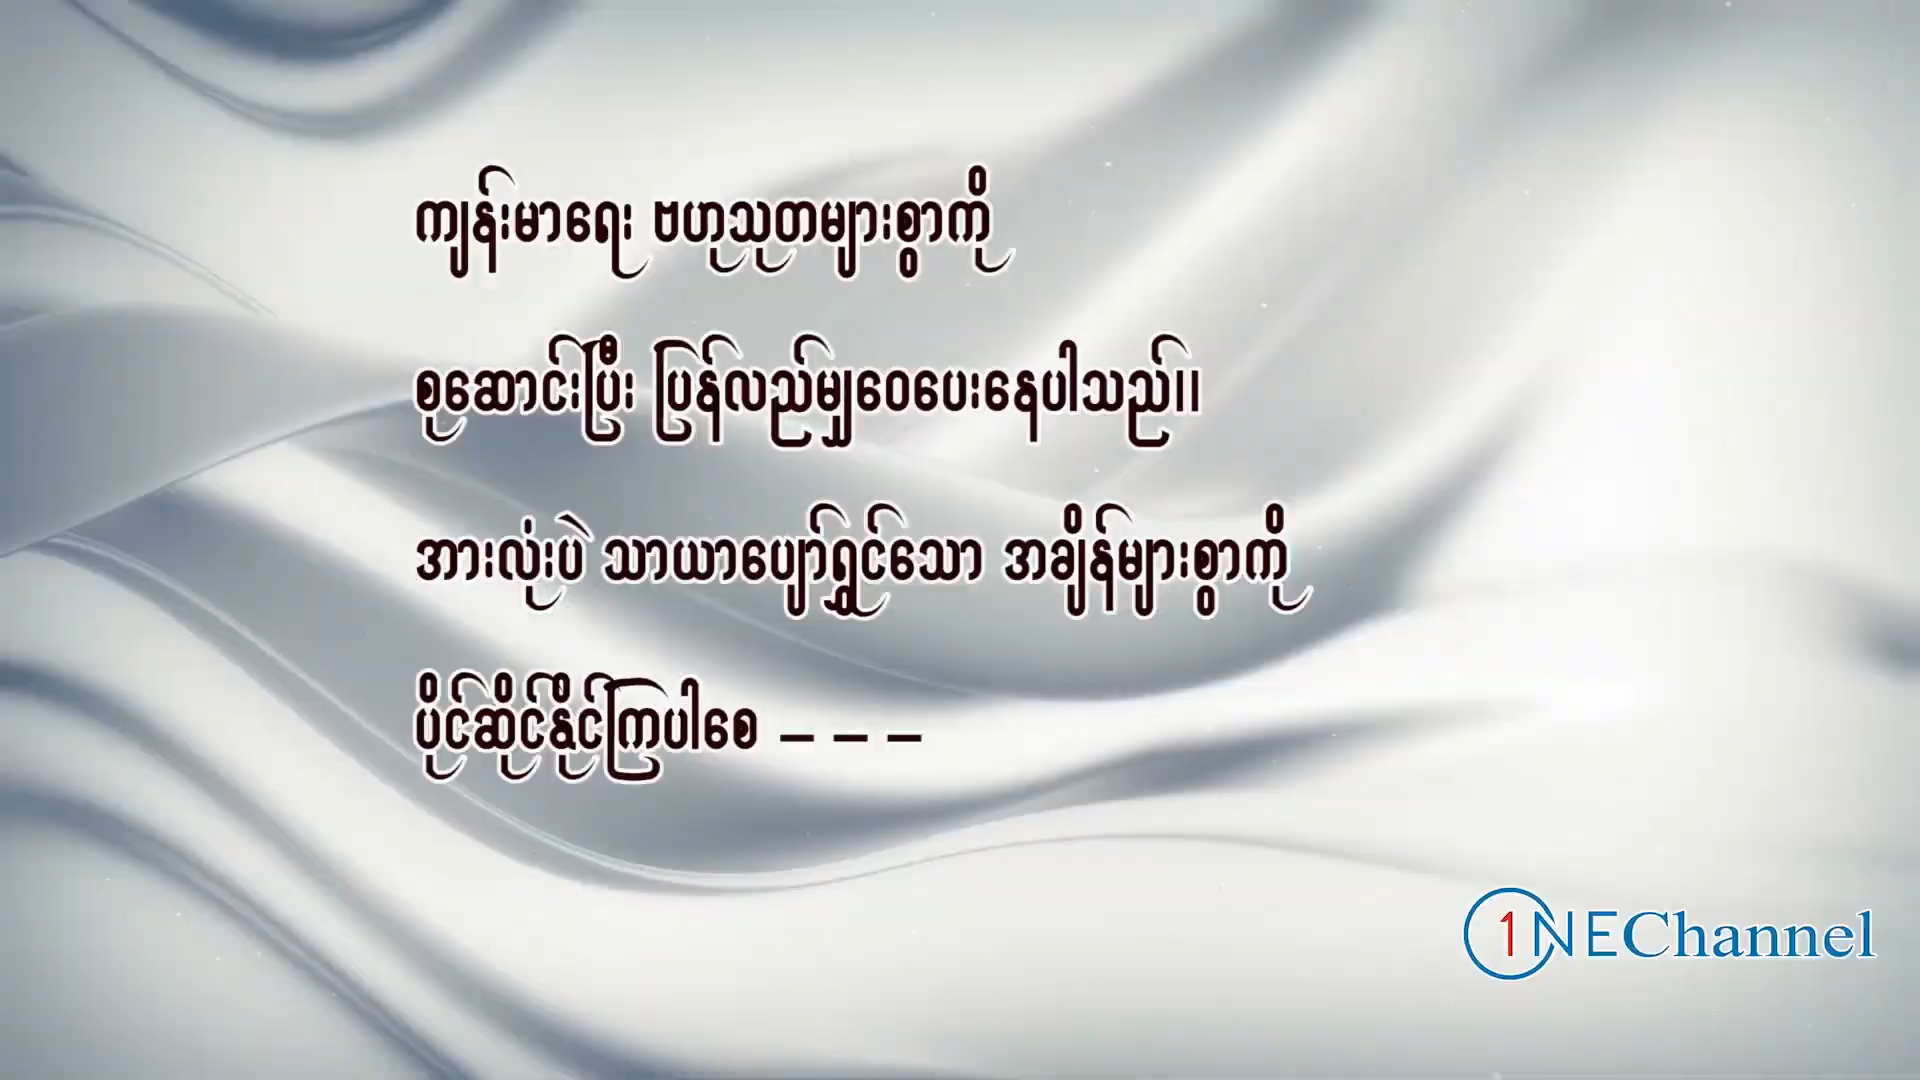 ကျန်းမာရေး ဗဟုသုတများစွာကို
စုဆောင်းပြီး ပြန်လည်မျှဝေပေးနေပါသည်။
အားလုံးပဲ သာယာပျော်ရွှင်သော အချိန်များစွာကို
ပိုင်ဆိုင်နိုင်ကြပါစေ – – –
1NEChannel